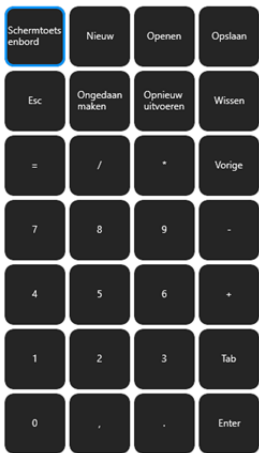 Schermtoets
enbord
Nieuw
Openen
Opslaan
Esc
Ongedaan
maken
Opnieuw
uitvoeren
Wissen
=
/
*
Vorige
7
8
9
-
4
5
6
+
1
2
3
Tab
0
,
.
Enter